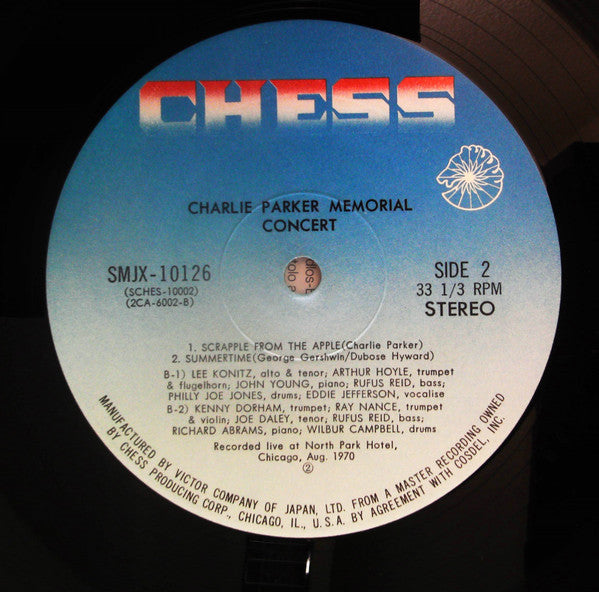 CHESS
CHARLIE PARKER MEMORIAL
CONCERT
SMJX-10126
(SCHES-10002)
(2CA-6002-B)
SIDE 2
33 1/3 RPM
STEREO
1. SCRAPPLE FROM THE APPLE(Charlie Parker)
2. SUMMERTIME(George Gershwin/Dubose Hyward)
B-1) LEE KONITZ, alto & tenor; ARTHUR HOYLE, trumpet
& flugelhorn; JOHN YOUNG, piano; RUFUS REID, bass;
PHILLY JOE JONES, drums; EDDIE JEFFERSON, vocalise
B-2) KENNY DORHAM, trumpet; RAY NANCE, trumpet
& violin; JOE DALEY, tenor; RUFUS REID, bass;
RICHARD ABRAMS, piano; WILBUR CAMPBELL, drums
Recorded live at North Park Hotel,
Chicago, Aug. 1970
②
MANUFACTURED BY VICTOR COMPANY OF JAPAN, LTD. FROM A MASTER RECORDING OWNED
BY CHESS PRODUCING CORP., CHICAGO, IL., U.S.A. BY AGREEMENT WITH COSDEL, INC.